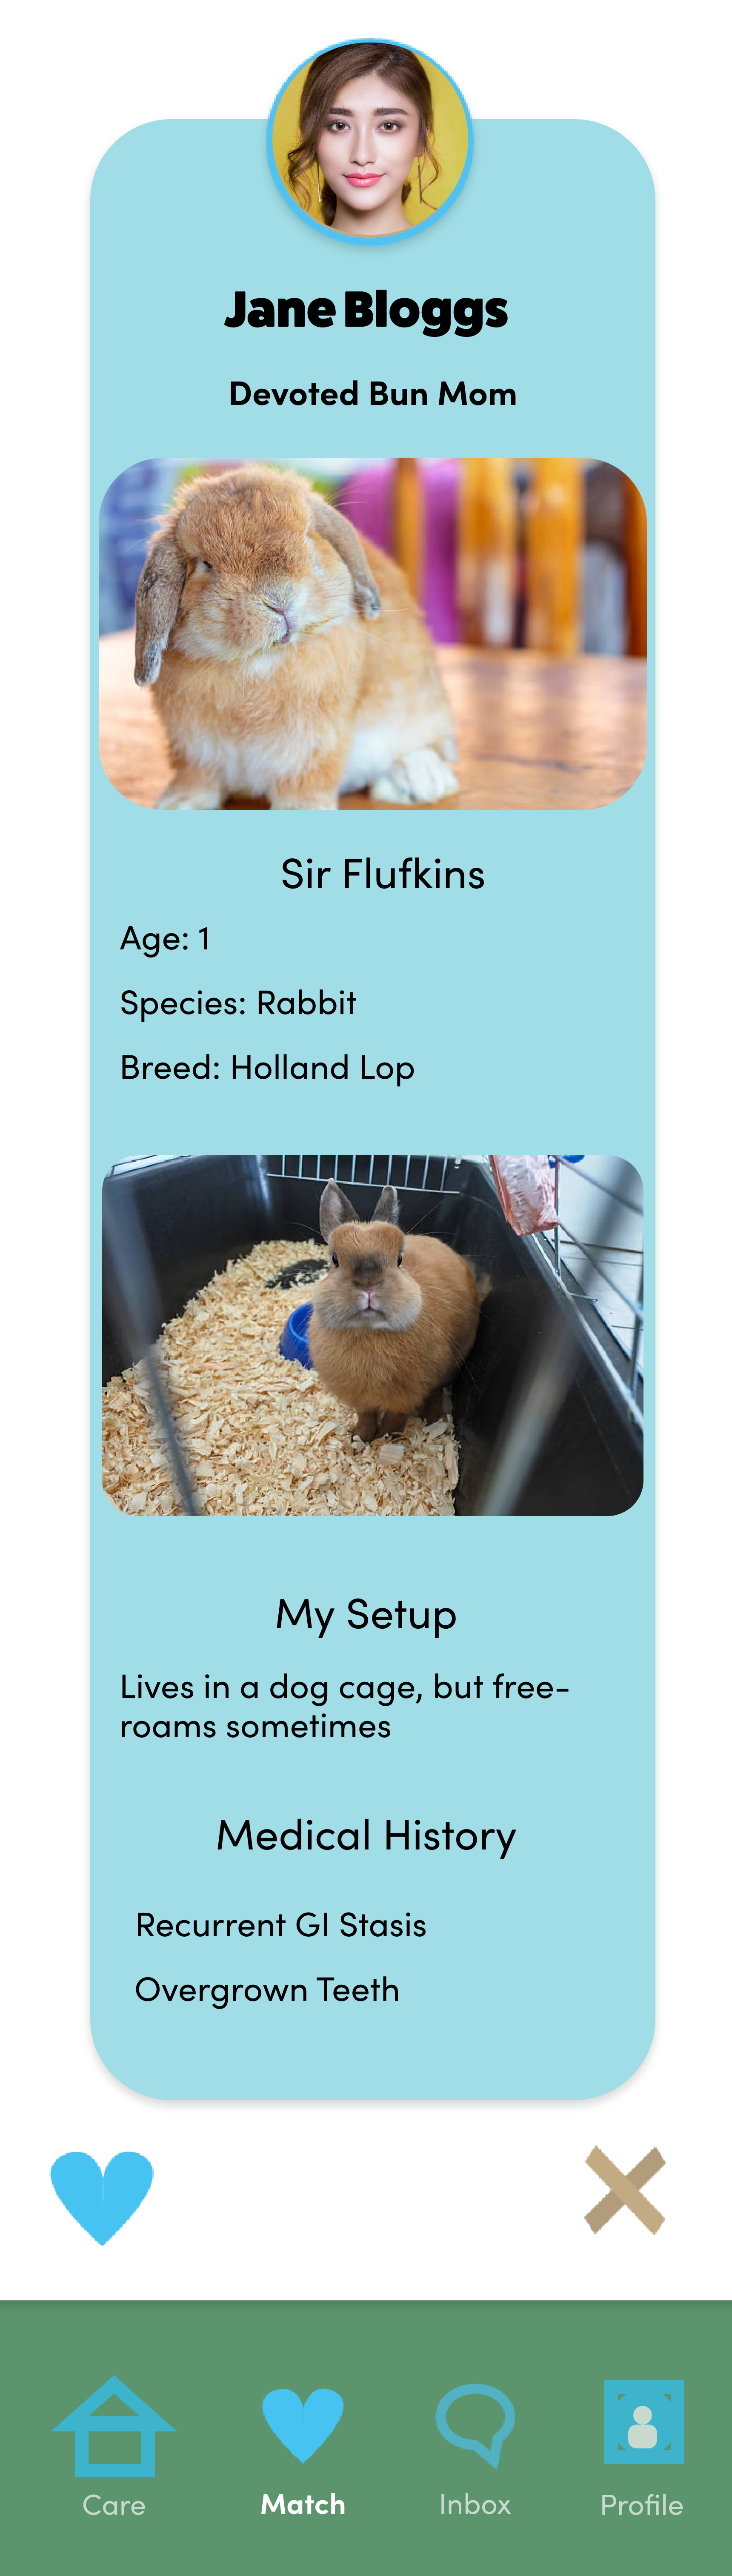 Jane Bloggs
Devoted Bun Mom
Sir Flufkins
Age: 1
Species: Rabbit
Breed: Holland Lop
My Setup
Lives in a dog cage, but free-
roams sometimes
Medical History
Recurrent GI Stasis
Overgrown Teeth
Care
Match
Inbox
Profile